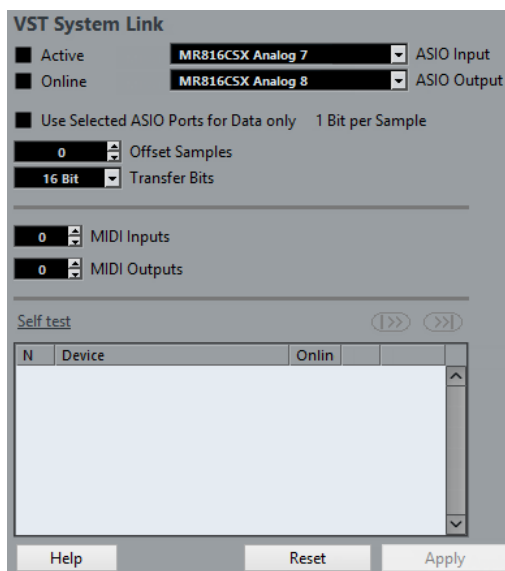 VST System Link
Active MR816CSX Analog 7 ASIO Input
Online MR816CSX Analog 8 ASIO Output
Use Selected ASIO Ports for Data only 1 Bit per Sample
0 Offset Samples
16 Bit Transfer Bits
0 MIDI Inputs
0 MIDI Outputs
Self test
N Device Onlin
Help Reset Apply